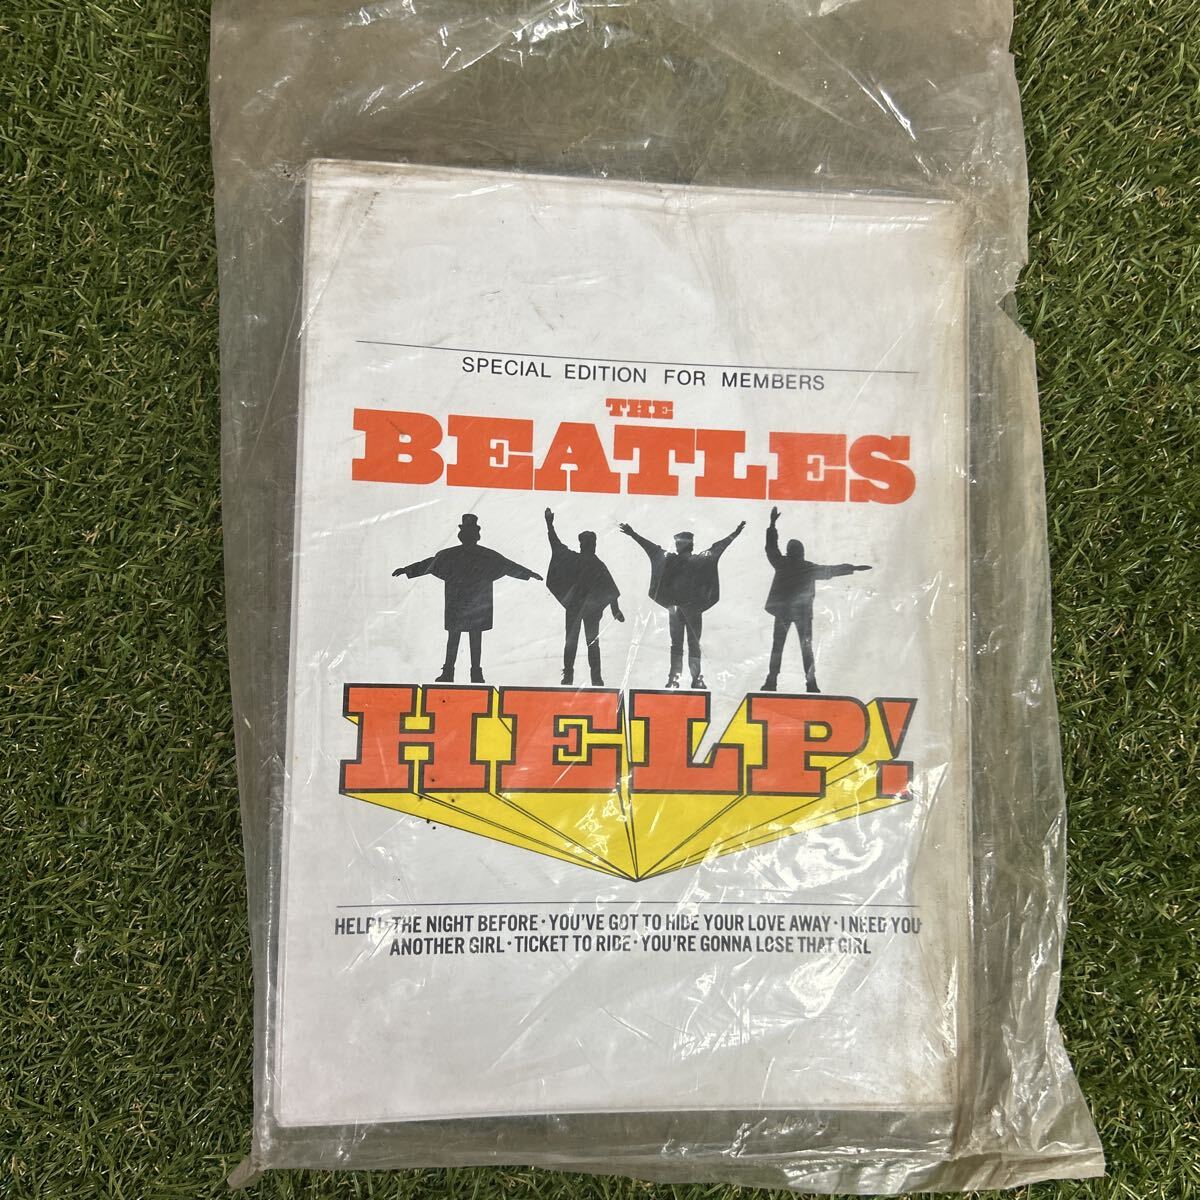 SPECIAL EDITION FOR MEMBERS
THE
BEATLES
HELP!
HELP!·THE NIGHT BEFORE·YOU'VE GOT TO HIDE YOUR LOVE AWAY·I NEED YOU
ANOTHER GIRL·TICKET TO RIDE·YOU'RE GONNA LOSE THAT GIRL